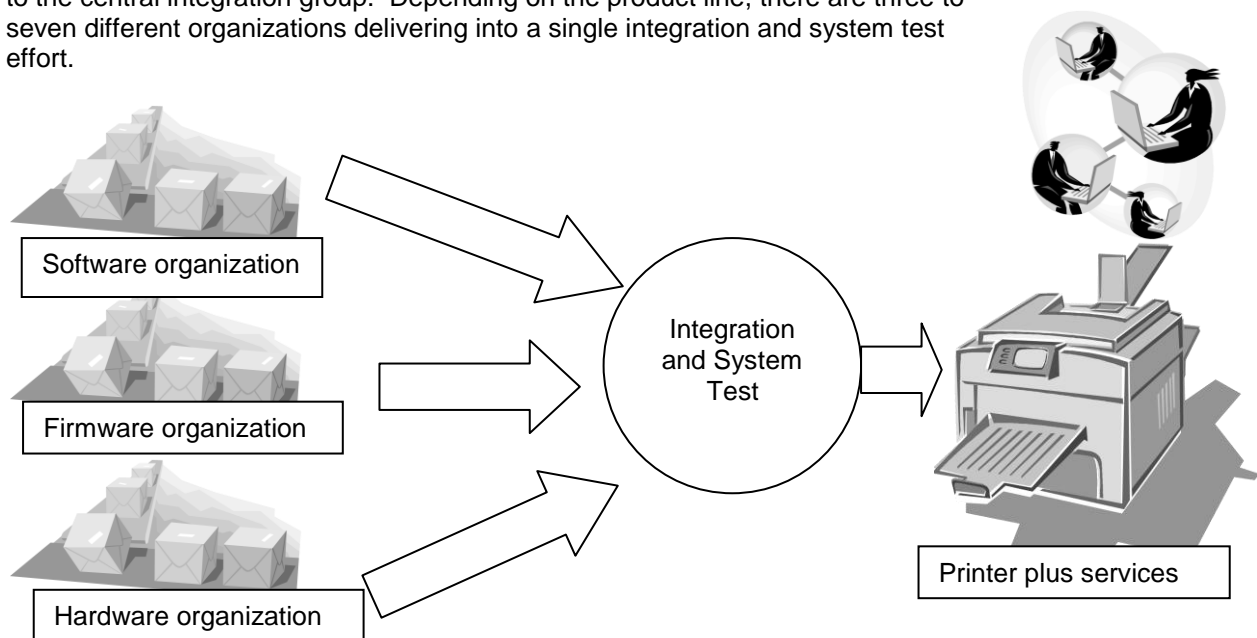 to the central integration group. Depending on the product line, there are three to
seven different organizations delivering into a single integration and system test
effort.
Software organization
Firmware organization
Hardware organization
Integration
and System
Test
Printer plus services